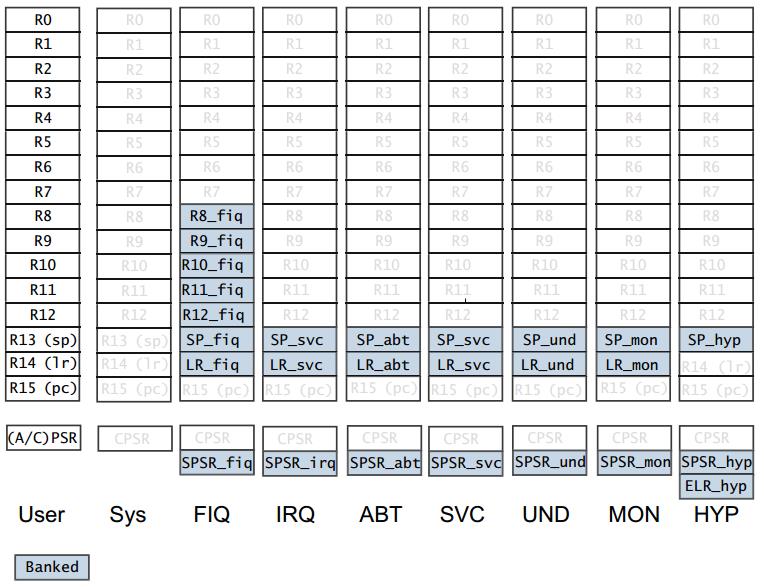 R0 R0 R0 R0 R0 R0 R0 R0 R0
R1 R1 R1 R1 R1 R1 R1 R1 R1
R2 R2 R2 R2 R2 R2 R2 R2 R2
R3 R3 R3 R3 R3 R3 R3 R3 R3
R4 R4 R4 R4 R4 R4 R4 R4 R4
R5 R5 R5 R5 R5 R5 R5 R5 R5
R6 R6 R6 R6 R6 R6 R6 R6 R6
R7 R7 R7 R7 R7 R7 R7 R7 R7
R8 R8 R8_fiq R8 R8 R8 R8 R8 R8
R9 R9 R9_fiq R9 R9 R9 R9 R9 R9
R10 R10 R10_fiq R10 R10 R10 R10 R10 R10
R11 R11 R11_fiq R11 R11 R11 R11 R11 R11
R12 R12 R12_fiq R12 R12 R12 R12 R12 R12
R13 (sp) R13 (sp) SP_fiq SP_svc SP_abt SP_svc SP_und SP_mon SP_hyp
R14 (lr) R14 (lr) LR_fiq LR_svc LR_abt LR_svc LR_und LR_mon R14 (lr)
R15 (pc) R15 (pc) R15 (pc) R15 (pc) R15 (pc) R15 (pc) R15 (pc) R15 (pc) R15 (pc)
(A/C)PSR CPSR CPSR CPSR CPSR CPSR CPSR CPSR CPSR
SPSR_fiq SPSR_irq SPSR_abt SPSR_svc SPSR_und SPSR_mon SPSR_hyp
ELR_hyp
User Sys FIQ IRQ ABT SVC UND MON HYP
Banked